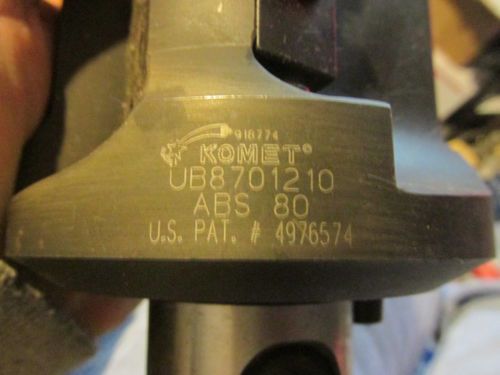 918774
KOMET®
UB8701210
ABS 80
U.S. PAT. # 4976574